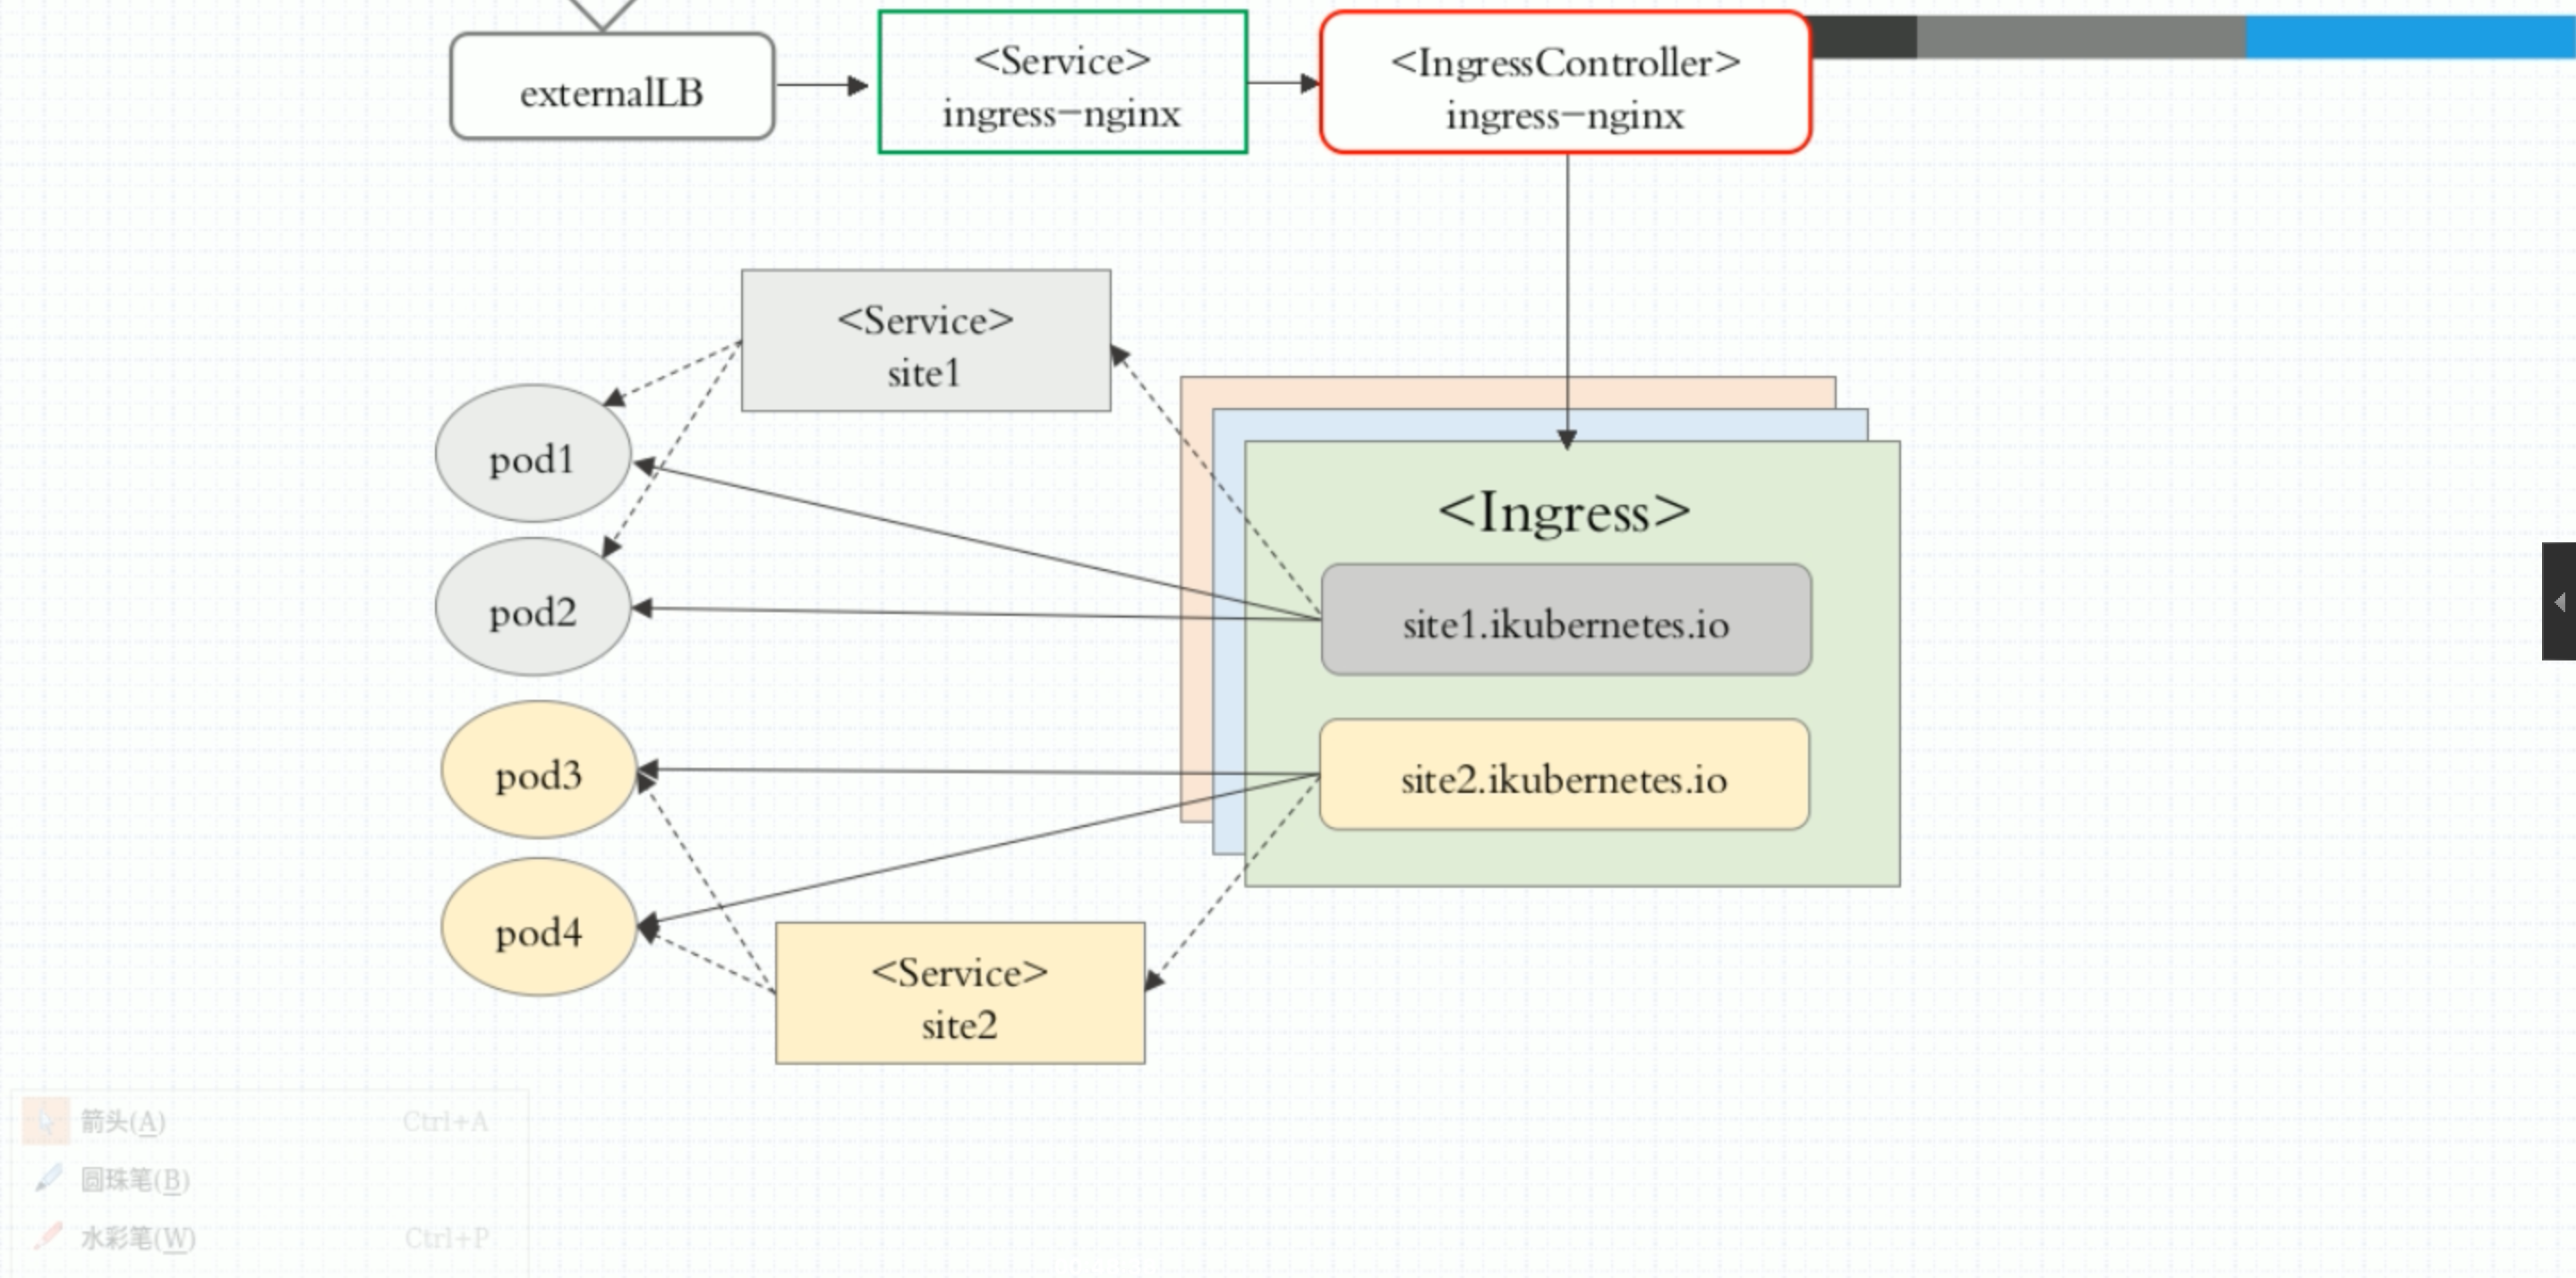 externalLB
<Service>
ingress-nginx
<IngressController>
ingress-nginx
<Service>
site1
pod1
pod2
pod3
pod4
<Ingress>
site1.ikubernetes.io
site2.ikubernetes.io
<Service>
site2
箭头(A) Ctrl+A
圆珠笔(B)
水彩笔(W) Ctrl+P